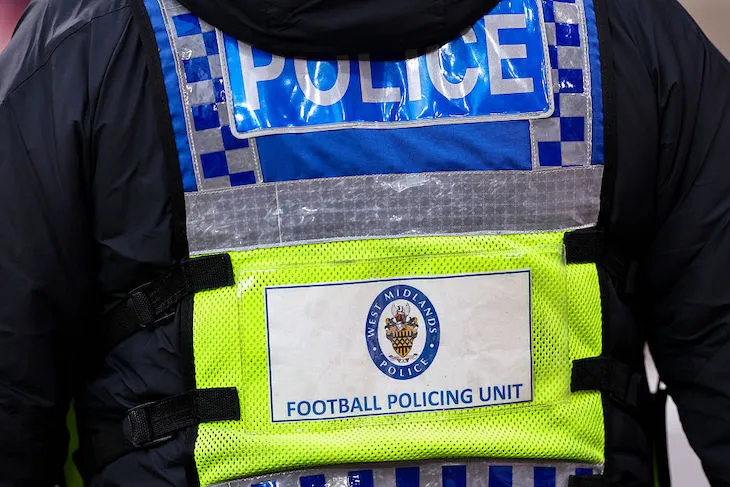 POLICE
WEST MIDLANDS
POLICE
FOOTBALL POLICING UNIT